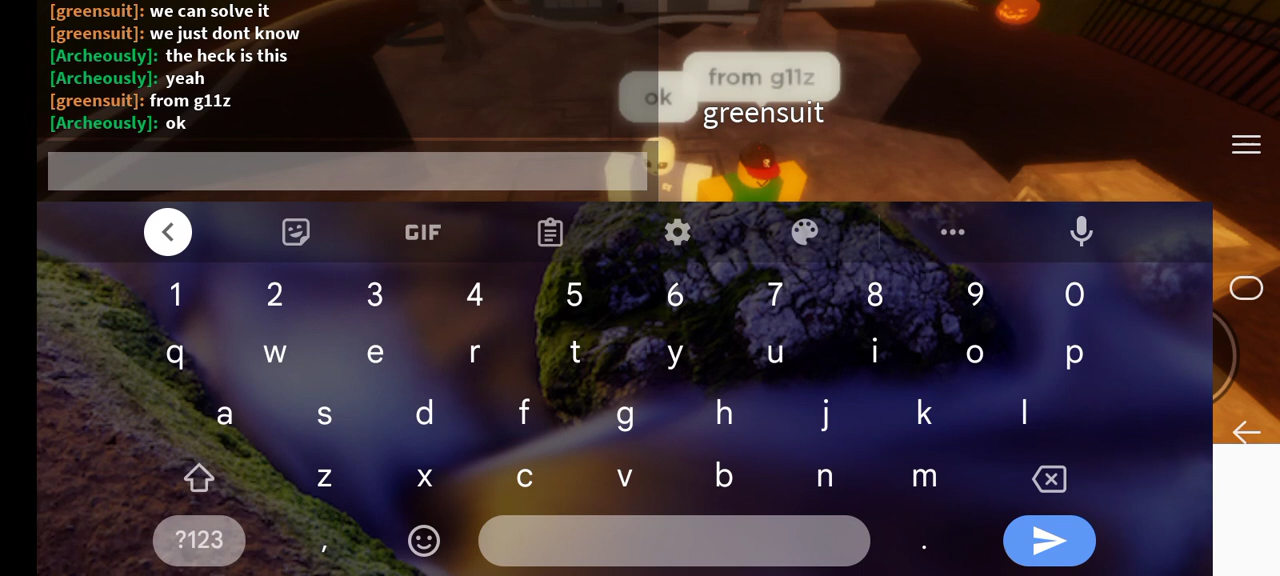 [greensuit]: we can solve it
[greensuit]: we just dont know
[Archeously]: the heck is this
[Archeously]: yeah
[greensuit]: from g11z
[Archeously]: ok
from g11z
ok
greensuit
GIF
1 2 3 4 5 6 7 8 9 0
q w e r t y u i o p
a s d f g h j k l
z x c v b n m
?123 , .